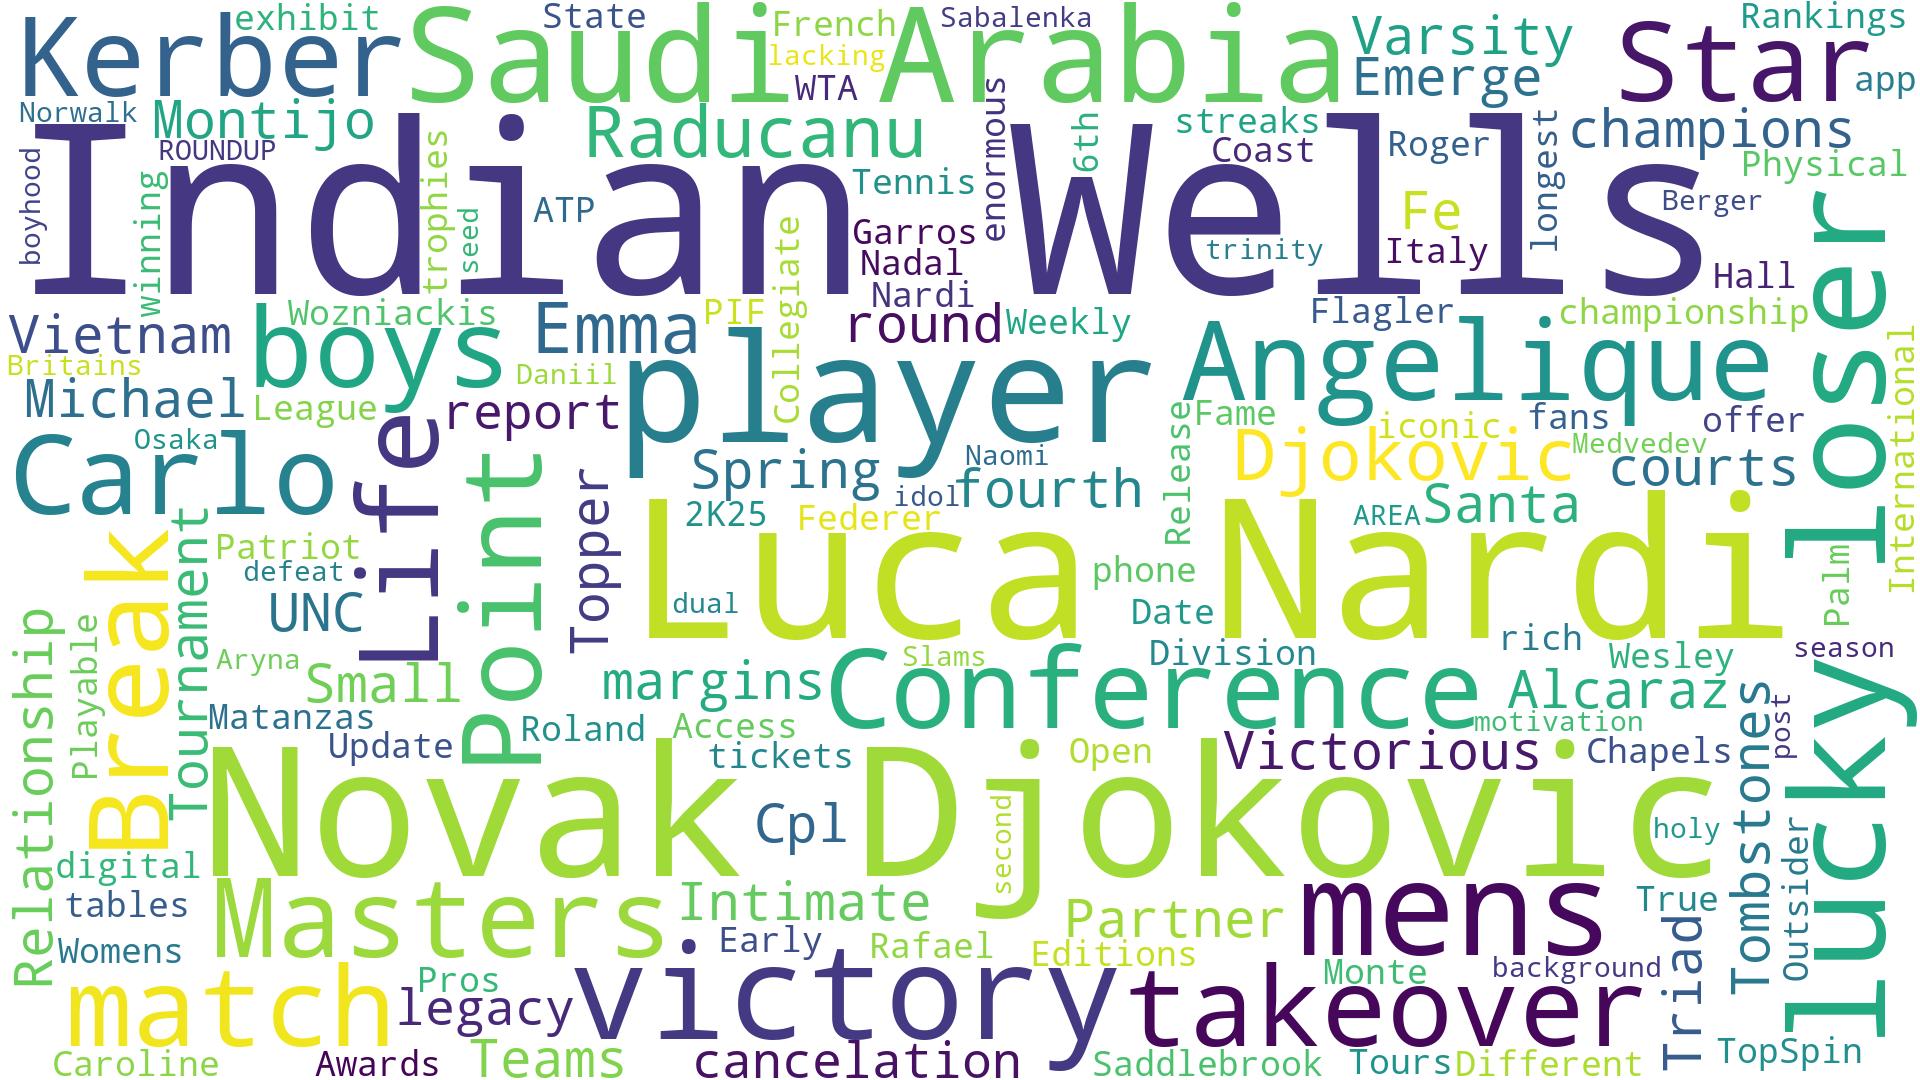 Kerber
exhibit
Saudi Arabia
State
French
lacking
WTA
Sabalenka
Varsity
Emerge
Star
Rankings
app
Norwalk
Montijo
ROUNDUP
Raducanu
enormous
6th
streaks
Coast
Roger
longest
champions
Physical
Indian Wells
boyhood
winning
trophies
seed
ATP
Tennis
Garros
Nadal
Nardi
Collegiate
trinity
Fe
Italy
Berger
Hall
loser
Vietnam
Wozniackis
boys
Emma
PIF
round
Weekly
Flagler
championship
International
Britains
Daniil
player
Angelique
Michael
League
report
Release
Fame
iconic
fans
offer
Carlo
Osaka
Life
Spring
Naomi
Djokovic
Medvedev
courts
Point
Topper
2K25
Federer
idol
fourth
AREA
Santa
Break
Tournament
Patriot
defeat
UNC
Luca Nardi
dual
phone
Date
Palm
Relationship
Playable
Aryna
Small
margins
Slams
Conference
Division
rich
Wesley
Alcaraz
season
lucky
Matanzas
Update
Roland
Access
tickets
Open
motivation
Victorious
Chapels
Tombstones
post
Novak Djokovic
Cpl
second
holy
Outsider
digital
tables
Womens
Masters
Intimate
Early
Rafael
Partner
Editions
mens
True
Triad
match
Pros
legacy
victory
takeover
Monte
background
Caroline
Awards
Teams
cancelation
Saddlebrook
Tours
Different
TopSpin